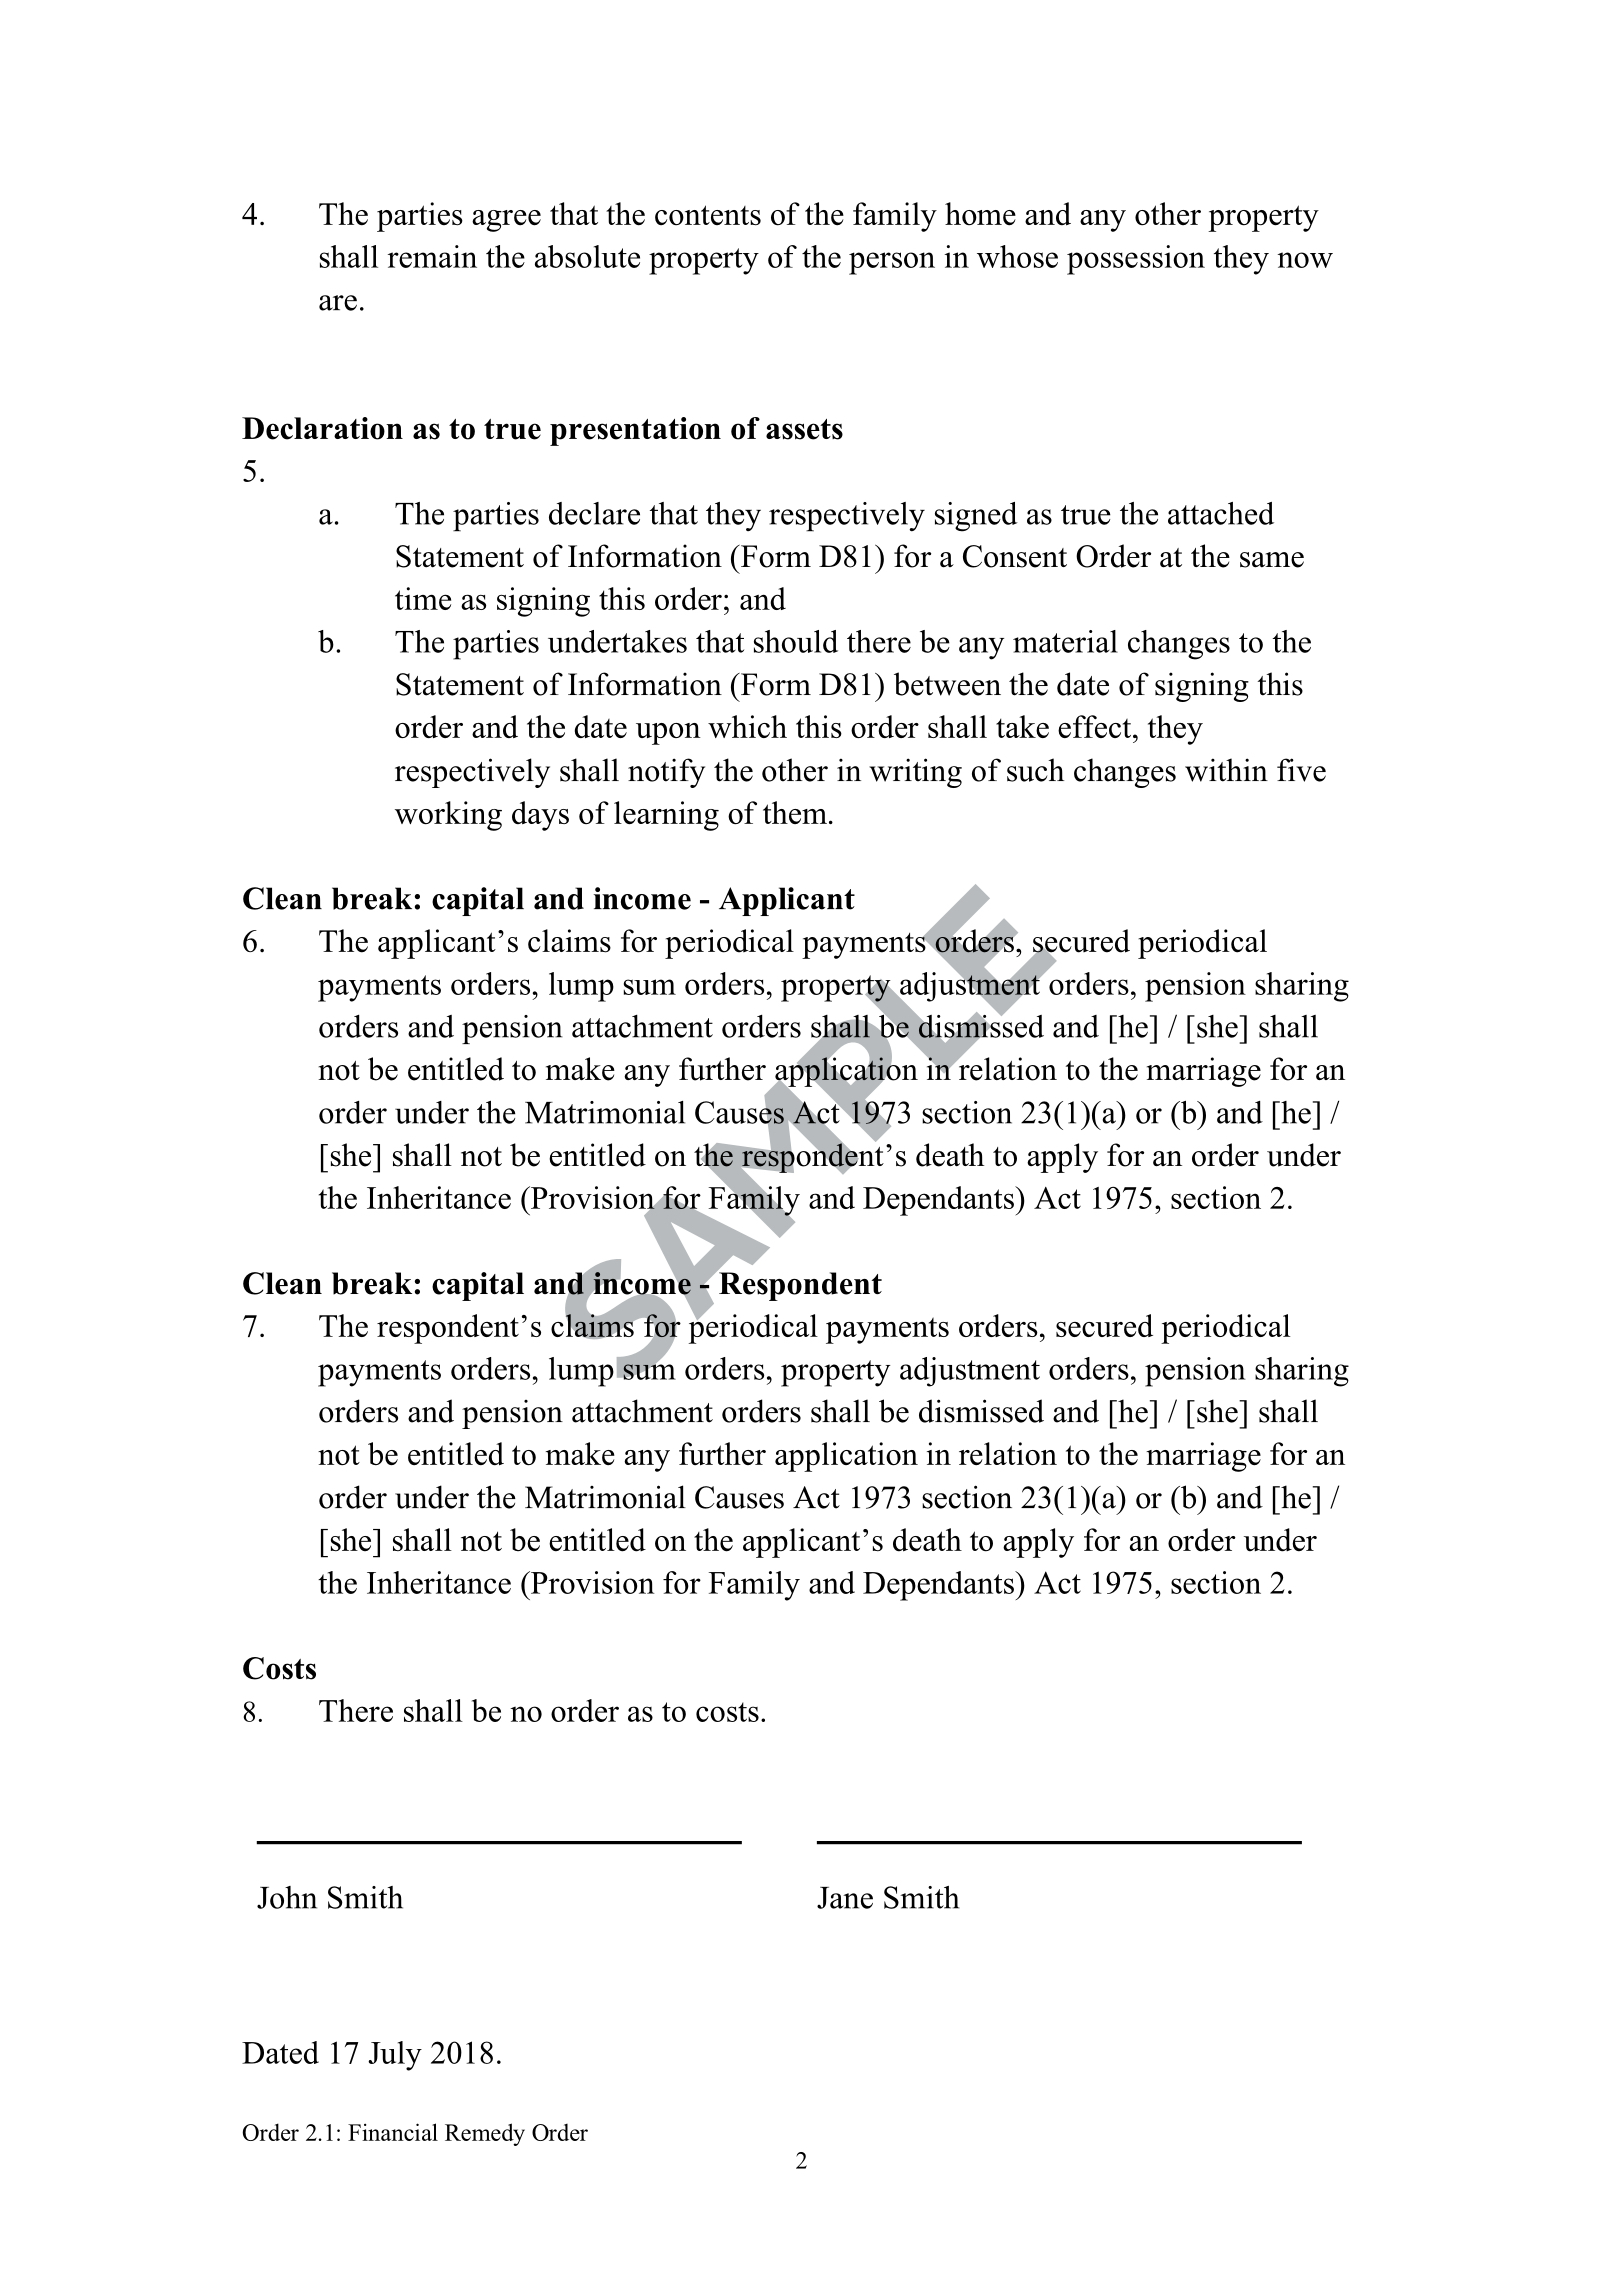 4. The parties agree that the contents of the family home and any other property
shall remain the absolute property of the person in whose possession they now
are.
Declaration as to true presentation of assets
5.
a. The parties declare that they respectively signed as true the attached
Statement of Information (Form D81) for a Consent Order at the same
time as signing this order; and
b. The parties undertakes that should there be any material changes to the
Statement of Information (Form D81) between the date of signing this
order and the date upon which this order shall take effect, they
respectively shall notify the other in writing of such changes within five
working days of learning of them.
Clean break: capital and income - Applicant
6. The applicant’s claims for periodical payments orders, secured periodical
payments orders, lump sum orders, property adjustment orders, pension sharing
orders and pension attachment orders shall be dismissed and [he] / [she] shall
not be entitled to make any further application in relation to the marriage for an
order under the Matrimonial Causes Act 1973 section 23(1)(a) or (b) and [he] /
[she] shall not be entitled on the respondent’s death to apply for an order under
the Inheritance (Provision for Family and Dependants) Act 1975, section 2.
Clean break: capital and income - Respondent
7. The respondent’s claims for periodical payments orders, secured periodical
payments orders, lump sum orders, property adjustment orders, pension sharing
orders and pension attachment orders shall be dismissed and [he] / [she] shall
not be entitled to make any further application in relation to the marriage for an
order under the Matrimonial Causes Act 1973 section 23(1)(a) or (b) and [he] /
[she] shall not be entitled on the applicant’s death to apply for an order under
the Inheritance (Provision for Family and Dependants) Act 1975, section 2.
Costs
8. There shall be no order as to costs.
John Smith Jane Smith
Dated 17 July 2018.
Order 2.1: Financial Remedy Order
2
SAMPLE